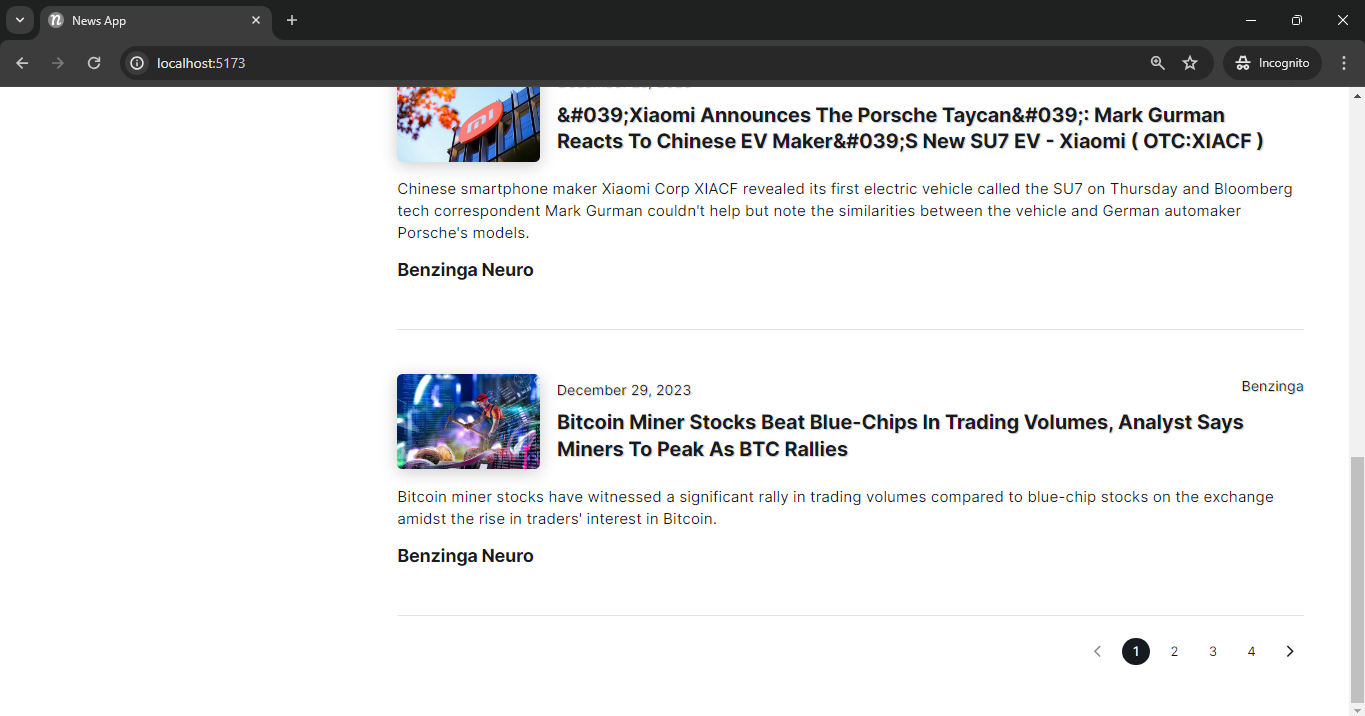 News App
localhost:5173
Incognito
&#039;Xiaomi Announces The Porsche Taycan&#039;: Mark Gurman
Reacts To Chinese EV Maker&#039;S New SU7 EV - Xiaomi ( OTC:XIACF )
Chinese smartphone maker Xiaomi Corp XIACF revealed its first electric vehicle called the SU7 on Thursday and Bloomberg
tech correspondent Mark Gurman couldn't help but note the similarities between the vehicle and German automaker
Porsche's models.
Benzinga Neuro
December 29, 2023
Benzinga
Bitcoin Miner Stocks Beat Blue-Chips In Trading Volumes, Analyst Says
Miners To Peak As BTC Rallies
Bitcoin miner stocks have witnessed a significant rally in trading volumes compared to blue-chip stocks on the exchange
amidst the rise in traders' interest in Bitcoin.
Benzinga Neuro
1 2 3 4